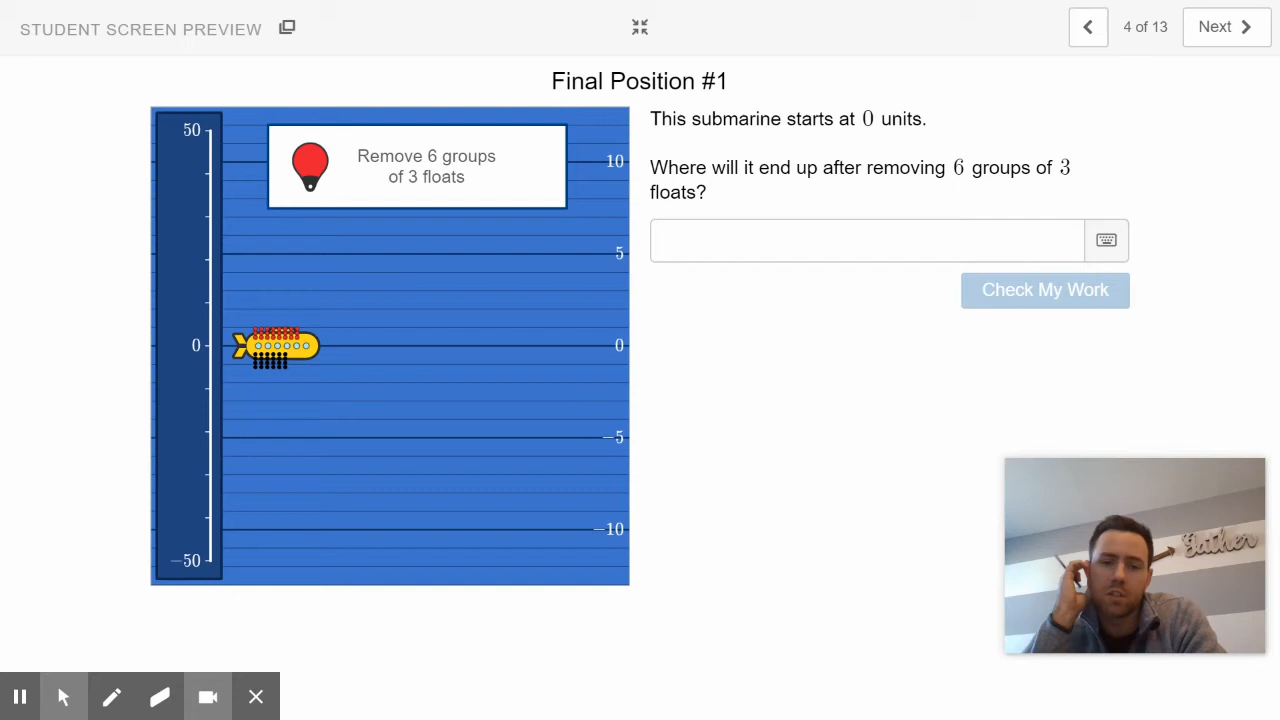 STUDENT SCREEN PREVIEW
4 of 13
Next
Final Position #1
50
0
−50
Remove 6 groups
of 3 floats
10
5
0
−5
−10
This submarine starts at 0 units.
Where will it end up after removing 6 groups of 3
floats?
Check My Work
Gather